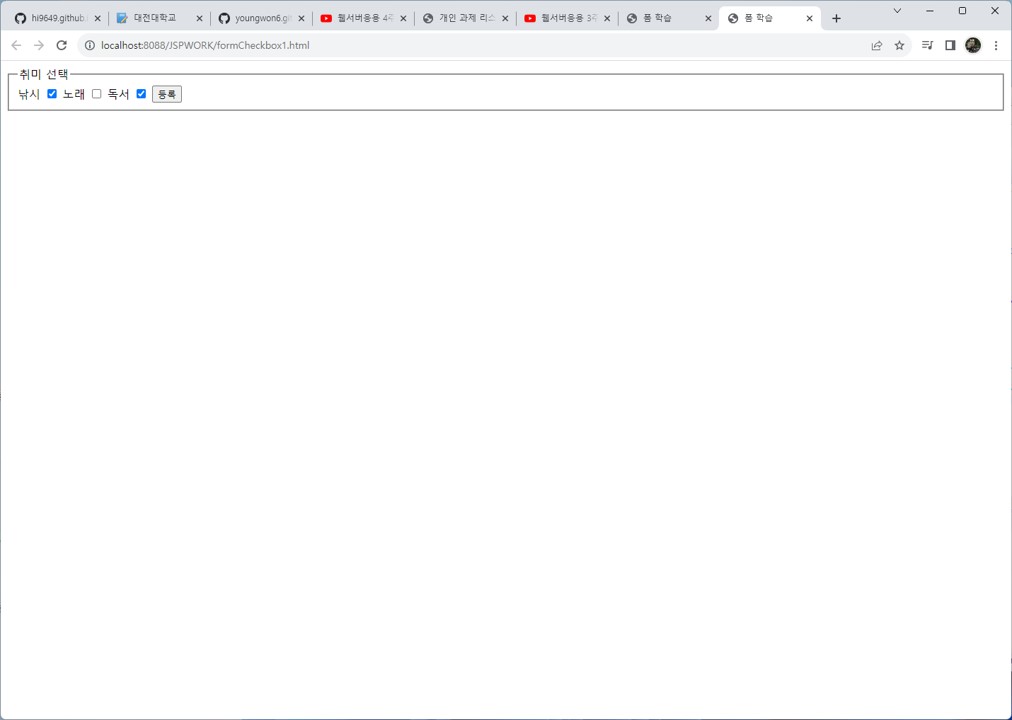 hi9649.github
대전대학교
youngwon6.gi
웹서버응용 4주
개인 과제 리스
웹서버응용 3주
폼 학습
폼 학습
localhost:8088/JSPWORK/formCheckbox1.html
취미 선택
낚시 노래 독서 등록